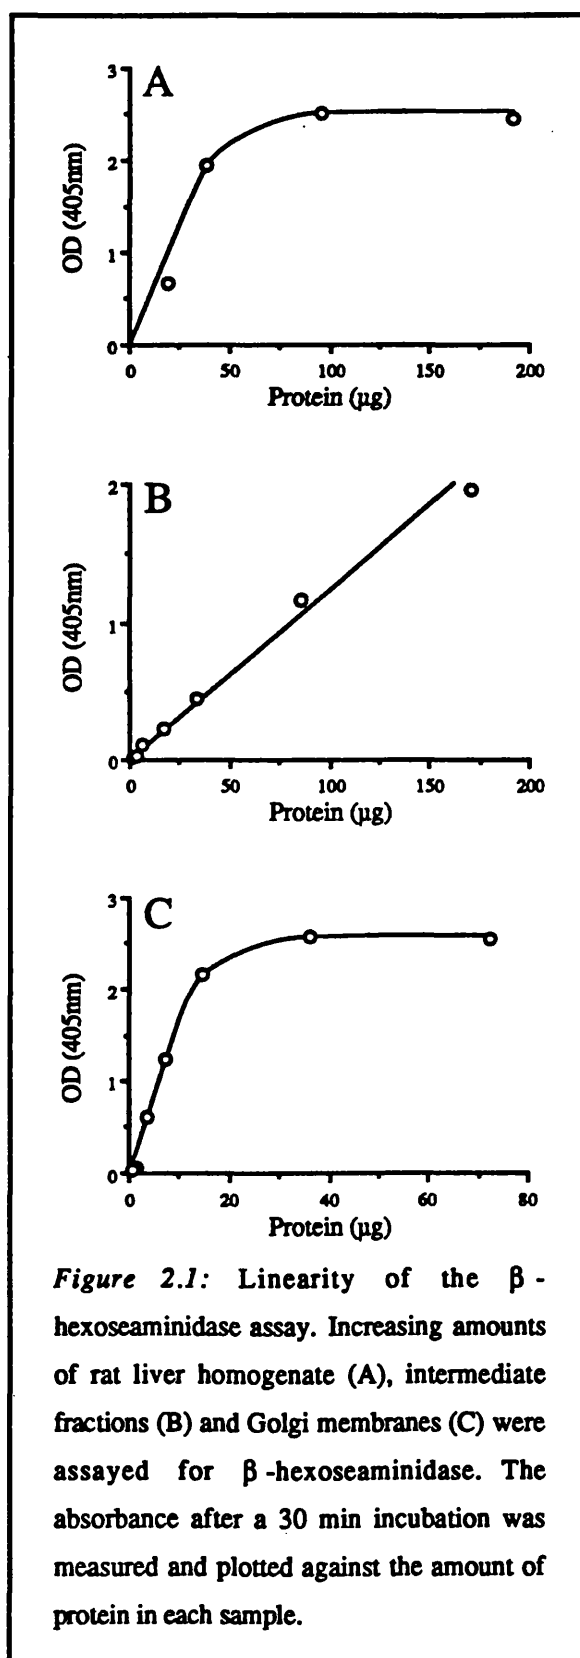 A
3
2
1
0
OD (405nm)
0 50 100 150 200
Protein (µg)
B
2
1
0
OD (405nm)
0 50 100 150 200
Protein (µg)
C
3
2
1
0
OD (405nm)
0 20 40 60 80
Protein (µg)
Figure 2.1: Linearity of the β -
hexoseaminidase assay. Increasing amounts
of rat liver homogenate (A), intermediate
fractions (B) and Golgi membranes (C) were
assayed for β -hexoseaminidase. The
absorbance after a 30 min incubation was
measured and plotted against the amount of
protein in each sample.